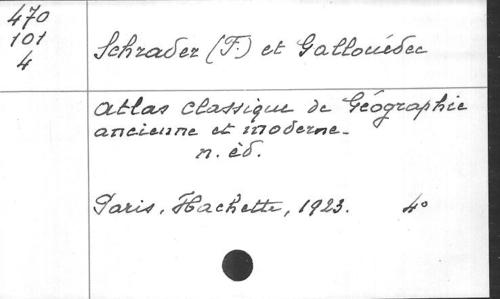 470
101
4
Schrader (F.) et Gallouédec
Atlas classique de Géographie
ancienne et moderne.
n. éd.
Paris, Hachette, 1923. 4°